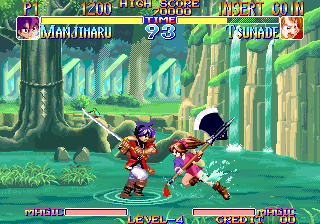 P1 1200 HIGH SCORE 20000 INSERT COIN
TIME
MANJIMARU 93 TSUNADE
MAGIC MAGIC
LEVEL-4 CREDIT 00